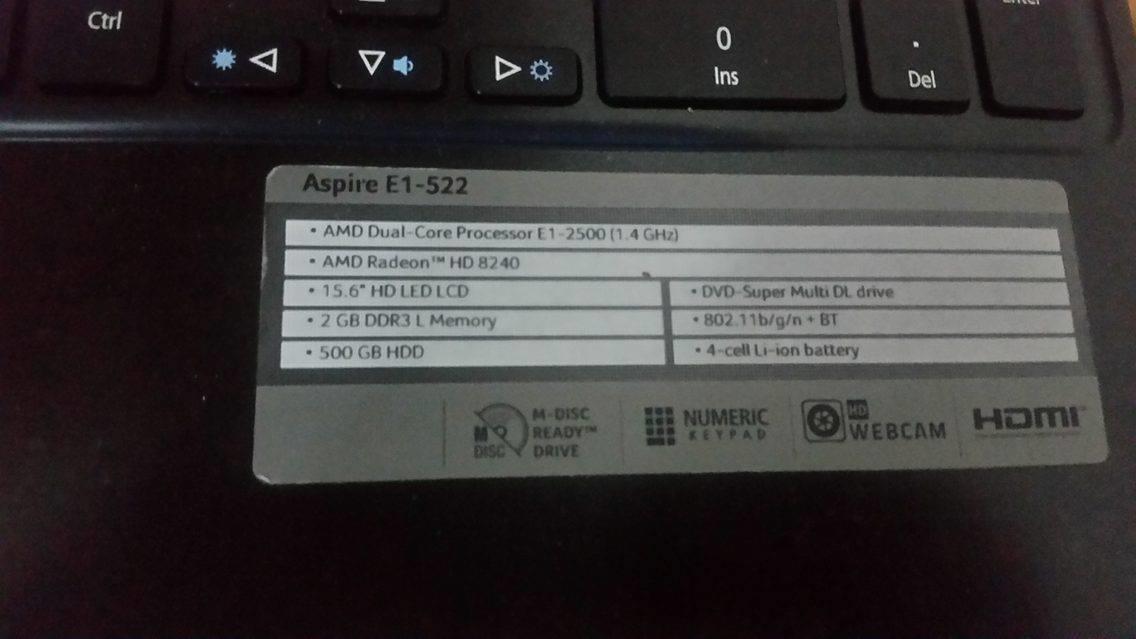 Ctrl
Enter
0
Ins
.
Del
Aspire E1-522
• AMD Dual-Core Processor E1-2500 (1.4 GHz)
• AMD Radeon™ HD 8240
• 15.6" HD LED LCD
• DVD-Super Multi DL drive
• 2 GB DDR3 L Memory
• 802.11b/g/n + BT
• 500 GB HDD
• 4-cell Li-ion battery
M DISC
M-DISC
READY™
DRIVE
NUMERIC
KEYPAD
HD
WEBCAM
HDMI